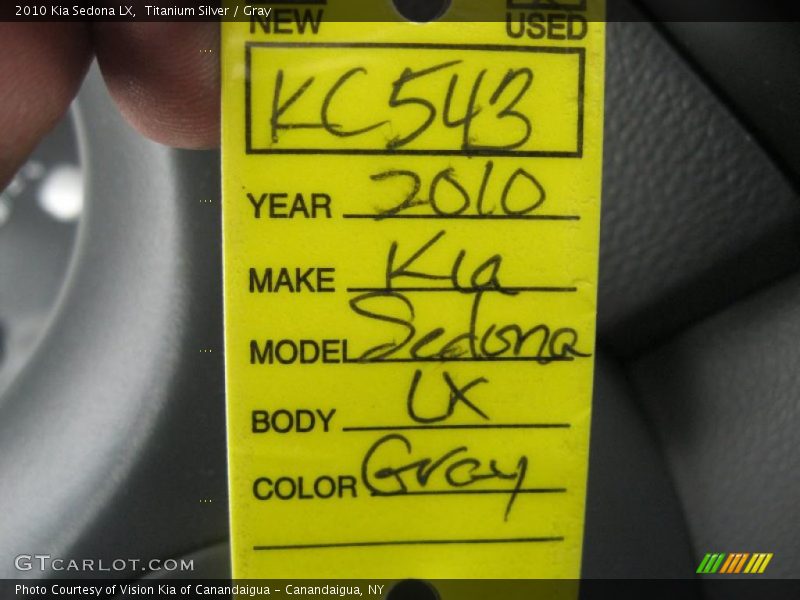 2010 Kia Sedona LX, Titanium Silver / Gray
NEW USED
KC543
YEAR 2010
MAKE Kia
MODEL Sedona
BODY LX
COLOR Gray
GTCARLOT.COM
Photo Courtesy of Vision Kia of Canandaigua - Canandaigua, NY